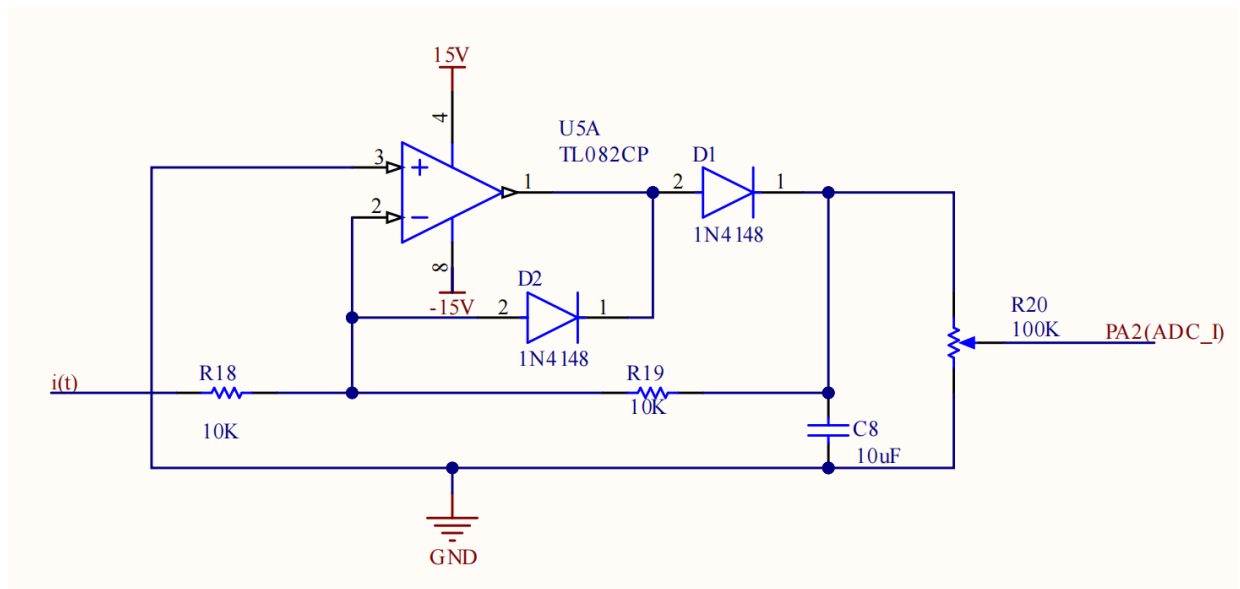 15V
4
U5A
TL082CP
D1
3
+
1
2
1
2
−
1N4148
8
D2
-15V
2
1
R20
100K
PA2(ADC_I)
1N4148
i(t)
R18
R19
10K
10K
C8
10uF
GND